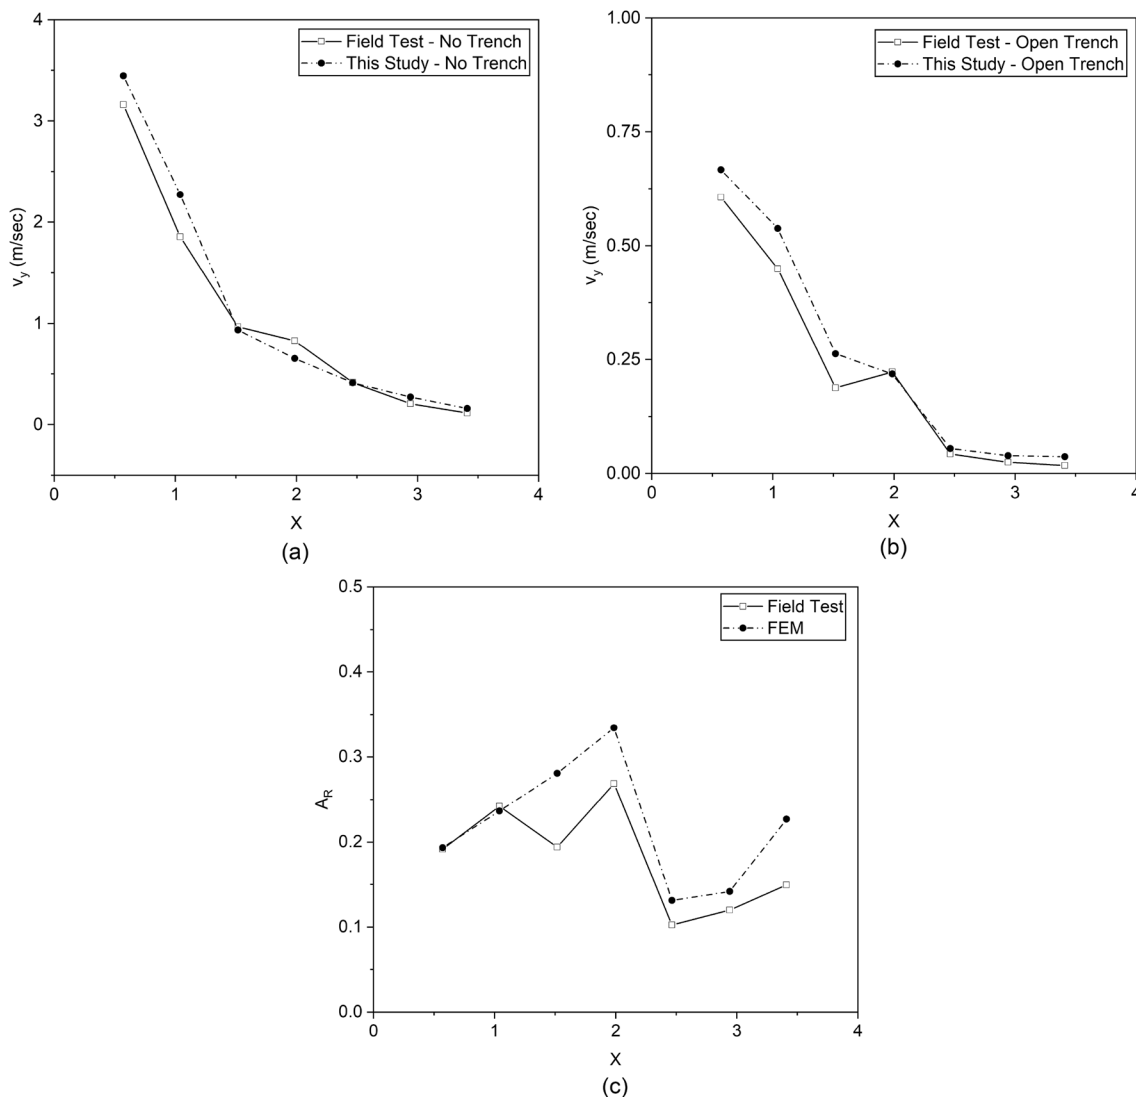 4
3
2
1
0
v_y (m/sec)
Field Test - No Trench
This Study - No Trench
0 1 2 3 4
X
(a)
1.00
0.75
0.50
0.25
0.00
v_y (m/sec)
Field Test - Open Trench
This Study - Open Trench
0 1 2 3 4
X
(b)
0.5
0.4
0.3
0.2
0.1
0.0
A_R
Field Test
FEM
0 1 2 3 4
X
(c)